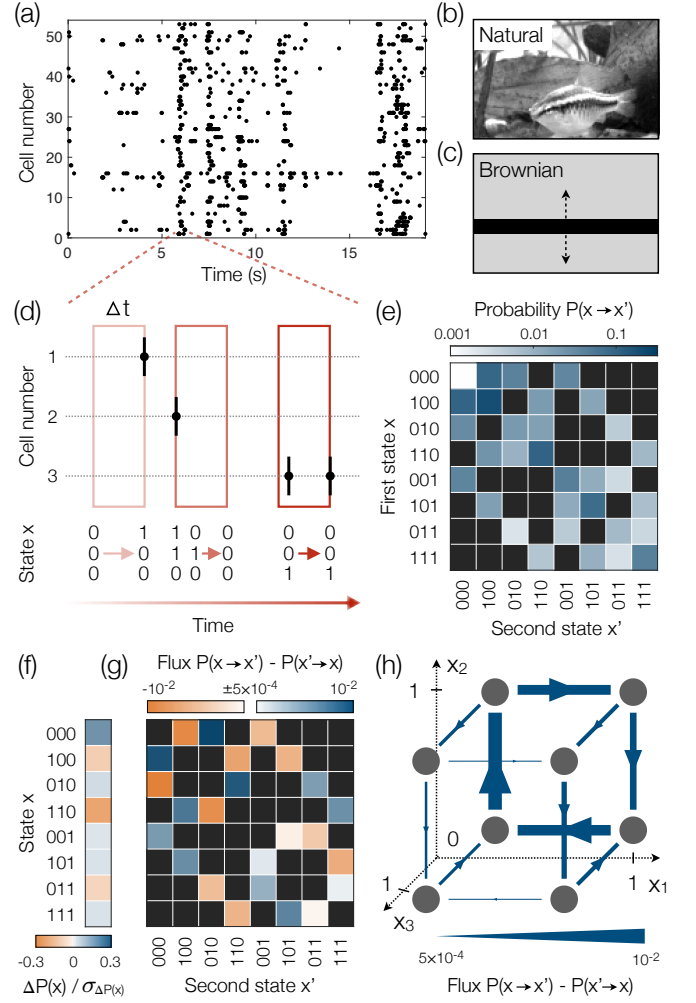 (a)
Cell number
50
40
30
20
10
0
0
5
10
15
Time (s)
(b)
Natural
(c)
Brownian
(d)
Δt
Cell number
1
2
3
State x
0 1 1 0 0 0 0
0 0 1 1 0 0 0
0 0 0 0 0 1 1
Time
(e)
Probability P(x→x')
0.001 0.01 0.1
First state x
000
100
010
110
001
101
011
111
000 100 010 110 001 101 011 111
Second state x'
(f)
State x
000
100
010
110
001
101
011
111
-0.3 0 0.3
ΔP(x) / σΔP(x)
(g)
Flux P(x→x') - P(x'→x)
-10⁻² ±5x10⁻⁴ 10⁻²
000 100 010 110 001 101 011 111
Second state x'
(h)
x₂
1
0
1
x₁
1
x₃
5x10⁻⁴ 10⁻²
Flux P(x→x') - P(x'→x)